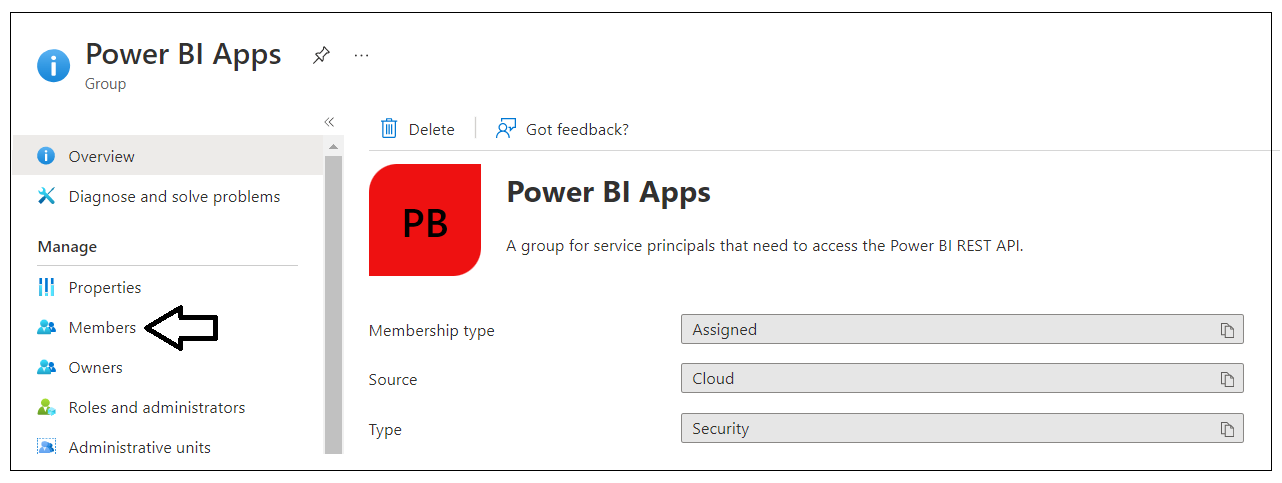 Power BI Apps
Group
Overview
Diagnose and solve problems
Manage
Properties
Members
Owners
Roles and administrators
Administrative units
Delete
Got feedback?
PB
Power BI Apps
A group for service principals that need to access the Power BI REST API.
Membership type Assigned
Source Cloud
Type Security